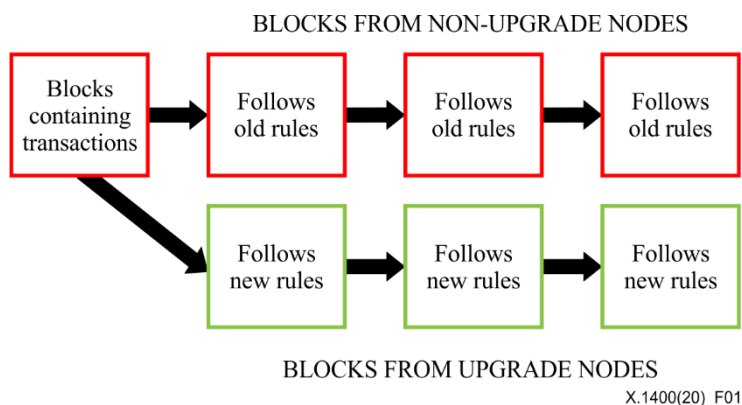 BLOCKS FROM NON-UPGRADE NODES
Blocks
containing
transactions
Follows
old rules
Follows
old rules
Follows
old rules
Follows
new rules
Follows
new rules
Follows
new rules
BLOCKS FROM UPGRADE NODES
X.1400(20)_F01